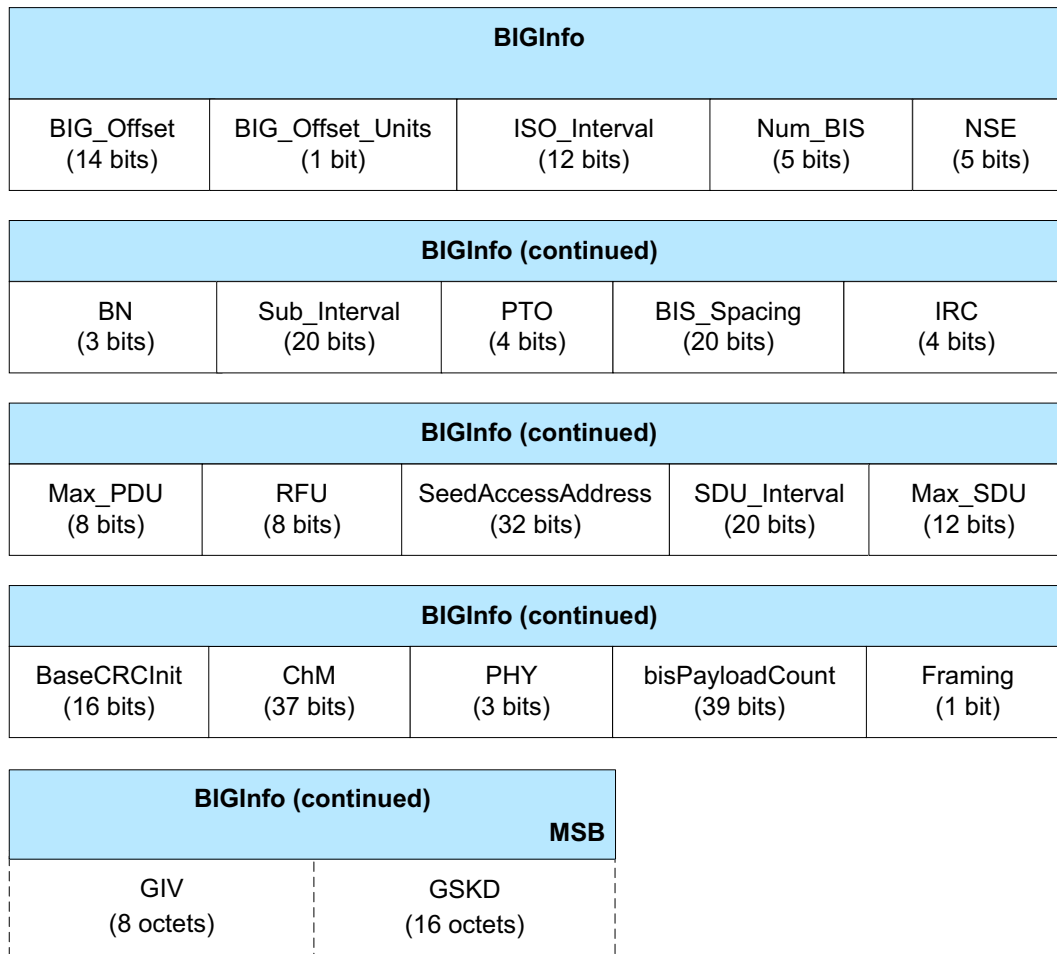 BIGInfo
BIG_Offset BIG_Offset_Units ISO_Interval Num_BIS NSE
(14 bits) (1 bit) (12 bits) (5 bits) (5 bits)
BIGInfo (continued)
BN Sub_Interval PTO BIS_Spacing IRC
(3 bits) (20 bits) (4 bits) (20 bits) (4 bits)
BIGInfo (continued)
Max_PDU RFU SeedAccessAddress SDU_Interval Max_SDU
(8 bits) (8 bits) (32 bits) (20 bits) (12 bits)
BIGInfo (continued)
BaseCRCInit ChM PHY bisPayloadCount Framing
(16 bits) (37 bits) (3 bits) (39 bits) (1 bit)
BIGInfo (continued)
MSB
GIV GSKD
(8 octets) (16 octets)